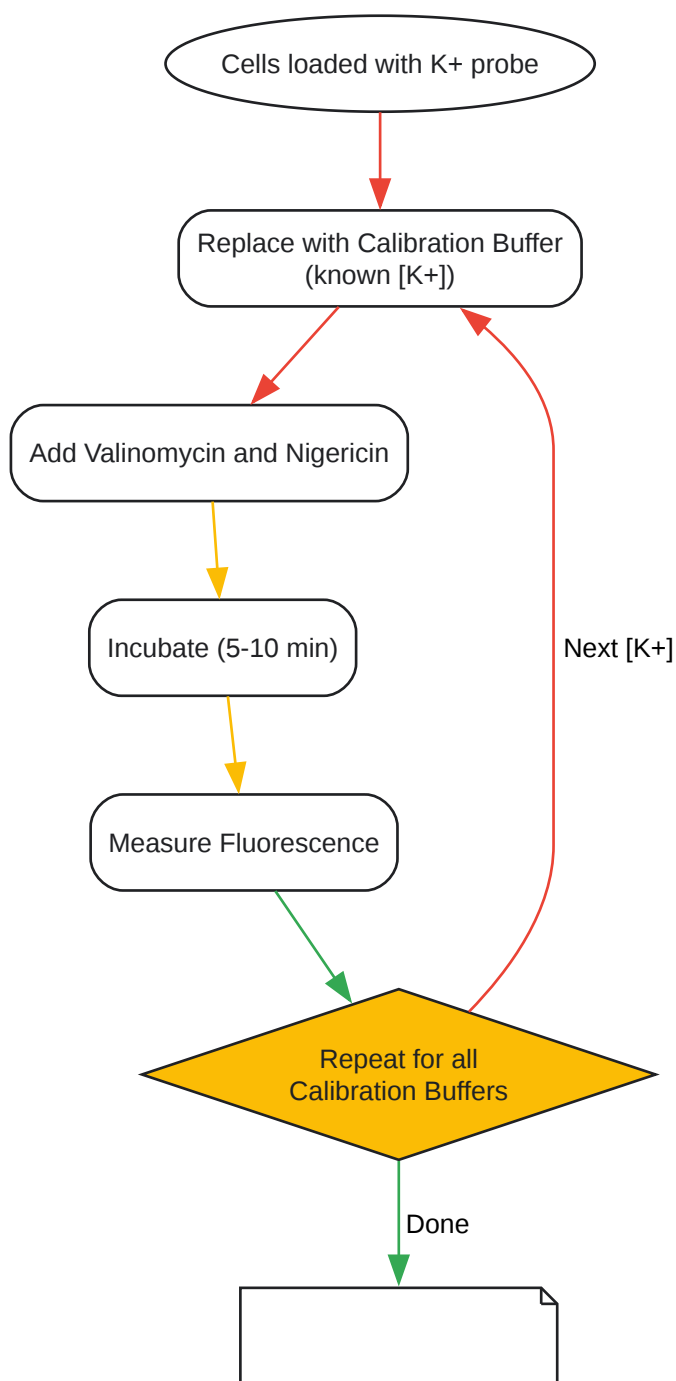 Cells loaded with K+ probe
Replace with Calibration Buffer
(known [K+])
Add Valinomycin and Nigericin
Incubate (5-10 min)
Next [K+]
Measure Fluorescence
Repeat for all
Calibration Buffers
Done